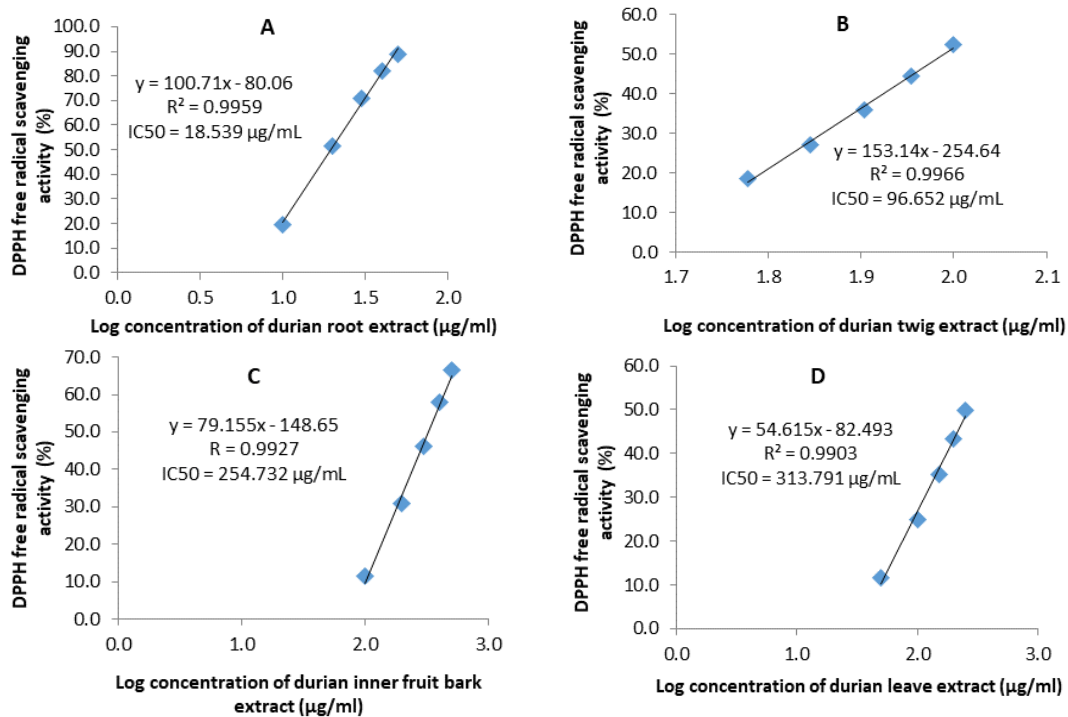 A
DPPH free radical scavenging
activity (%)
100.0
90.0
80.0
70.0
60.0
50.0
40.0
30.0
20.0
10.0
0.0
y = 100.71x - 80.06
R² = 0.9959
IC50 = 18.539 µg/mL
0.0 0.5 1.0 1.5 2.0
Log concentration of durian root extract (µg/ml)
B
DPPH free radical scavenging
activity (%)
60.0
50.0
40.0
30.0
20.0
10.0
0.0
y = 153.14x - 254.64
R² = 0.9966
IC50 = 96.652 µg/mL
1.7 1.8 1.9 2.0 2.1
Log concentration of durian twig extract (µg/ml)
C
DPPH free radical scavenging
activity (%)
70.0
60.0
50.0
40.0
30.0
20.0
10.0
0.0
y = 79.155x - 148.65
R = 0.9927
IC50 = 254.732 µg/mL
0.0 1.0 2.0 3.0
Log concentration of durian inner fruit bark
extract (µg/ml)
D
DPPH free radical scavenging
activity (%)
60.0
50.0
40.0
30.0
20.0
10.0
0.0
y = 54.615x - 82.493
R² = 0.9903
IC50 = 313.791 µg/mL
0.0 1.0 2.0 3.0
Log concentration of durian leave extract (µg/ml)